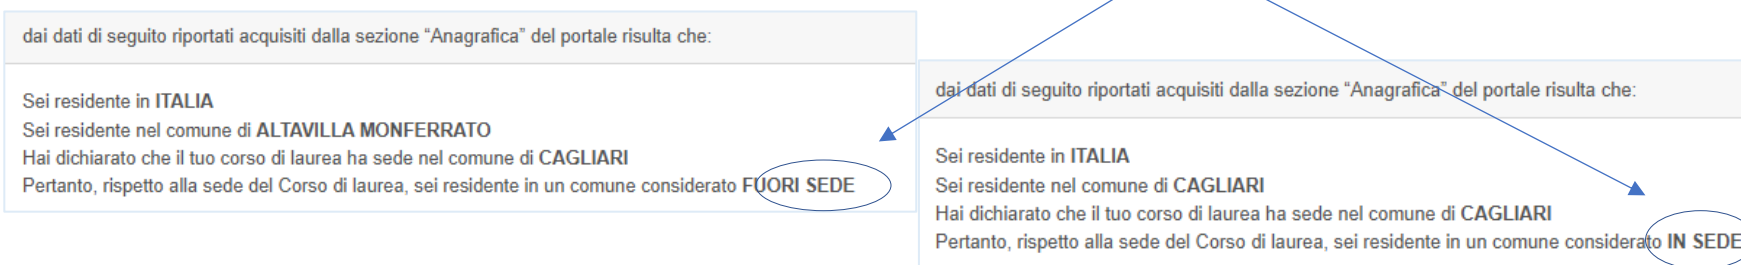 dai dati di seguito riportati acquisiti dalla sezione “Anagrafica” del portale risulta che:
Sei residente in ITALIA
Sei residente nel comune di ALTAVILLA MONFERRATO
Hai dichiarato che il tuo corso di laurea ha sede nel comune di CAGLIARI
Pertanto, rispetto alla sede del Corso di laurea, sei residente in un comune considerato FUORI SEDE
dai dati di seguito riportati acquisiti dalla sezione “Anagrafica” del portale risulta che:
Sei residente in ITALIA
Sei residente nel comune di CAGLIARI
Hai dichiarato che il tuo corso di laurea ha sede nel comune di CAGLIARI
Pertanto, rispetto alla sede del Corso di laurea, sei residente in un comune considerato IN SEDE